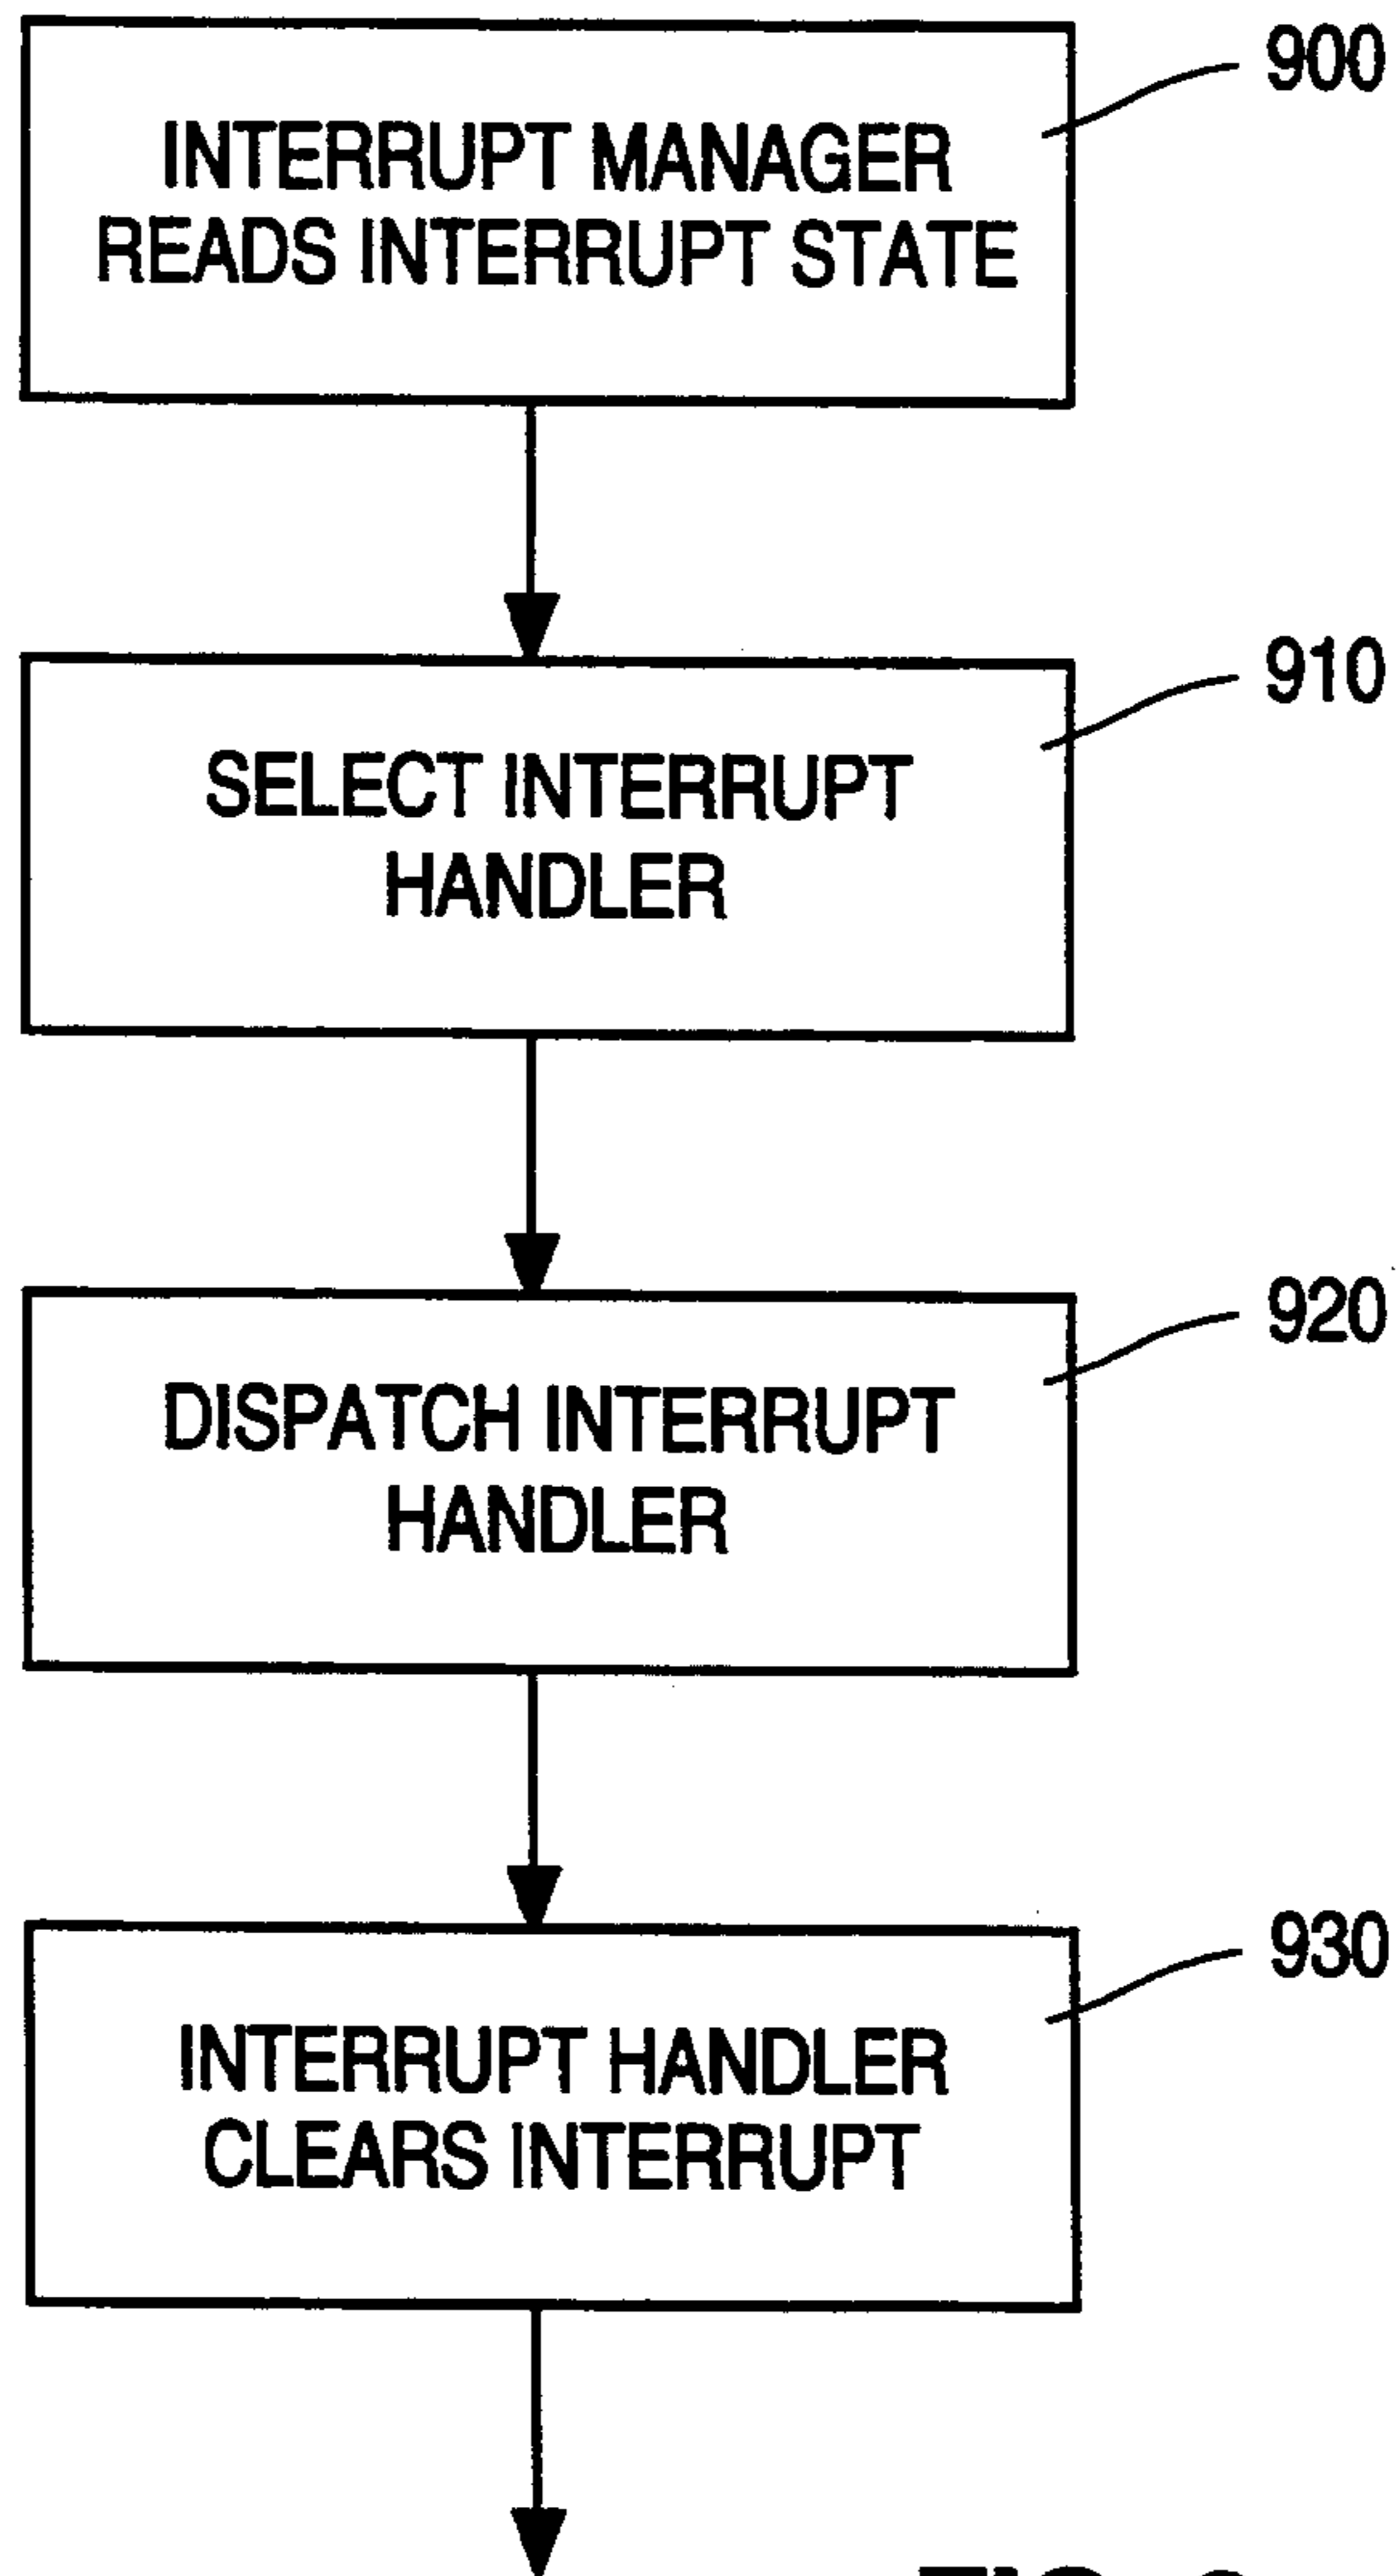 900
INTERRUPT MANAGER
READS INTERRUPT STATE
910
SELECT INTERRUPT
HANDLER
920
DISPATCH INTERRUPT
HANDLER
930
INTERRUPT HANDLER
CLEARS INTERRUPT